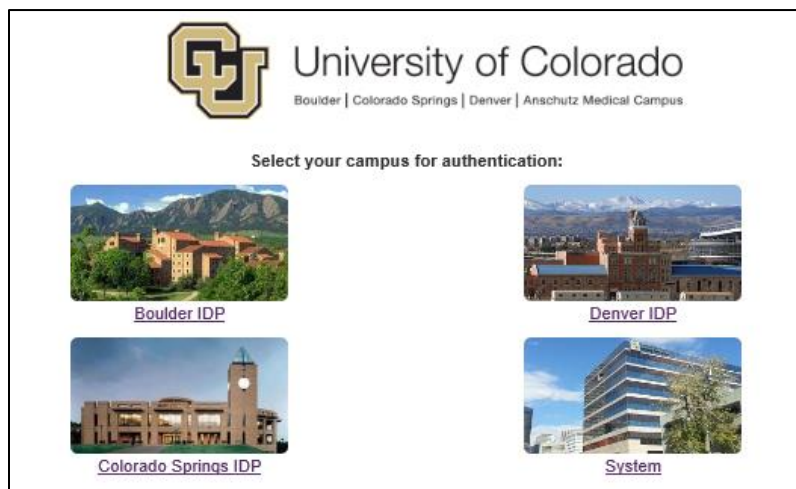 CU
University of Colorado
Boulder | Colorado Springs | Denver | Anschutz Medical Campus
Select your campus for authentication:
Boulder IDP
Denver IDP
Colorado Springs IDP
System